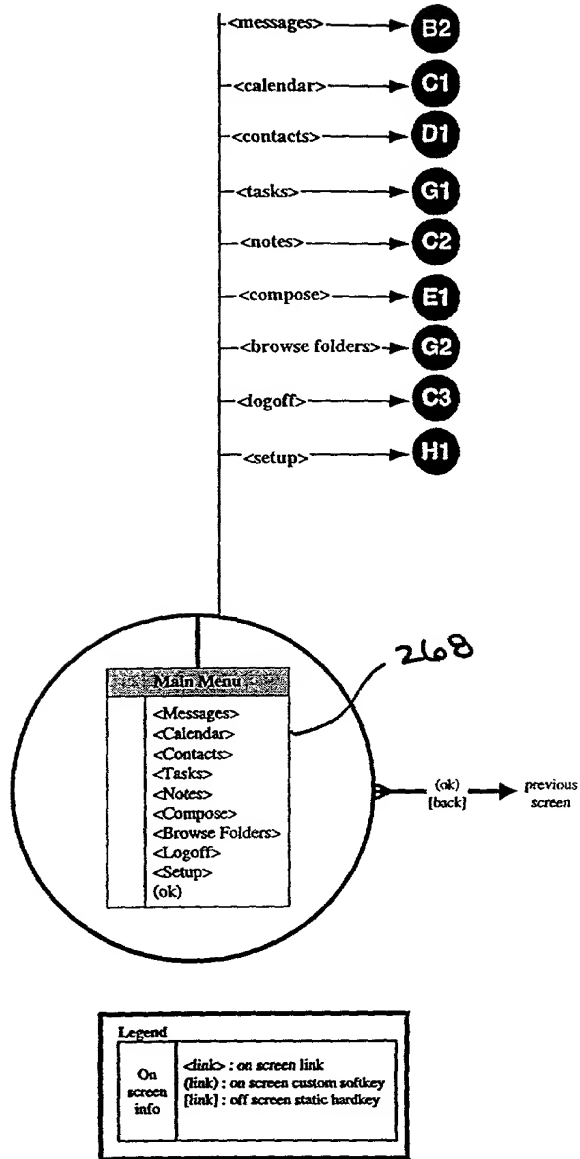 <messages> B2
<calendar> C1
<contacts> D1
<tasks> G1
<notes> C2
<compose> E1
<browse folders> G2
<logoff> C3
<setup> H1
268
Main Menu
<Messages>
<Calendar>
<Contacts>
<Tasks>
<Notes>
<Compose>
<Browse Folders>
<Logoff>
<Setup>
(ok)
(ok)
[back]
previous
screen
Legend
On
screen
info
<link> : on screen link
(link) : on screen custom softkey
[link] : off screen static hardkey